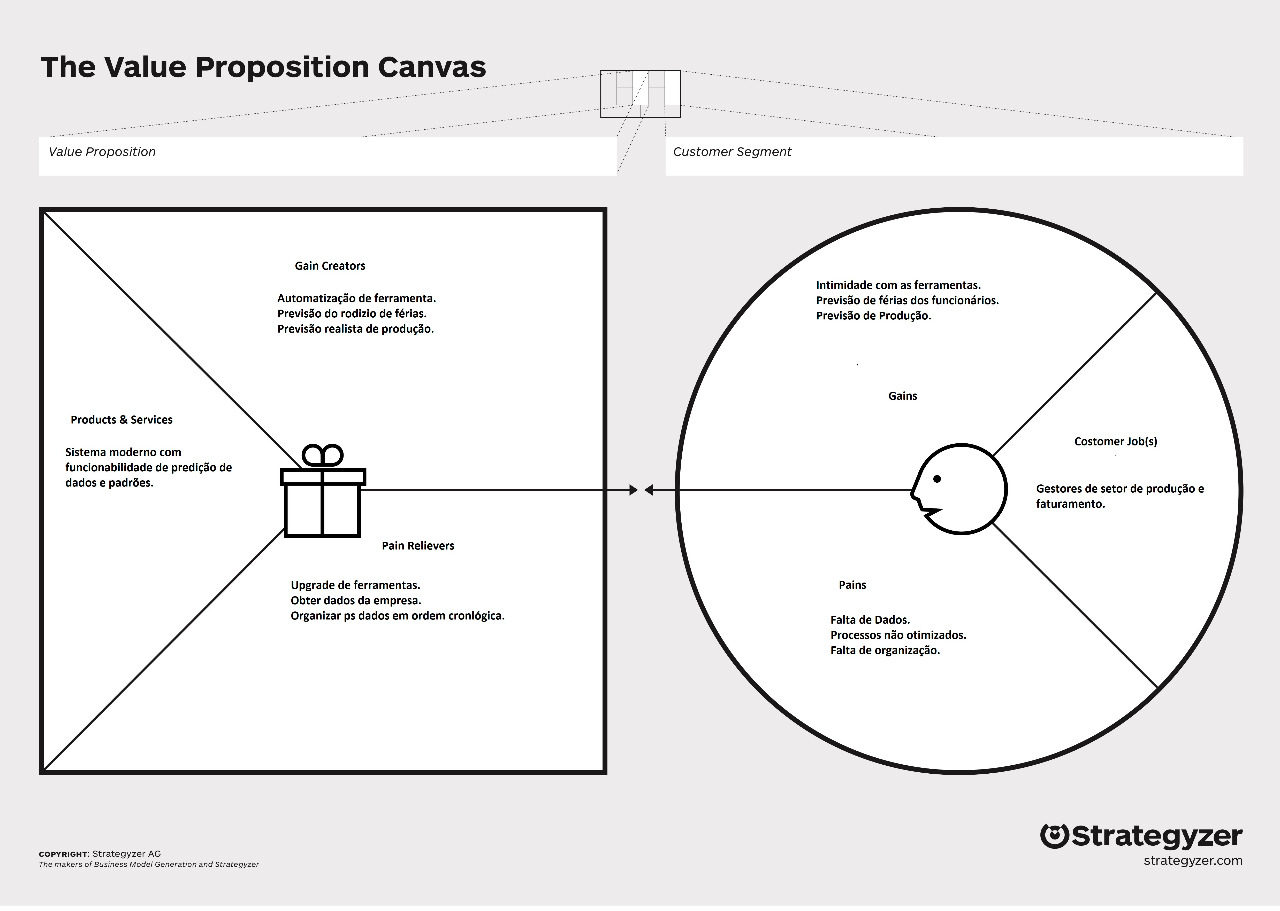 The Value Proposition Canvas
Value Proposition
Customer Segment
Gain Creators
Automatização de ferramenta.
Previsão do rodizio de férias.
Previsão realista de produção.
Products & Services
Sistema moderno com
funcionabilidade de predição de
dados e padrões.
Pain Relievers
Upgrade de ferramentas.
Obter dados da empresa.
Organizar ps dados em ordem cronlógica.
Intimidade com as ferramentas.
Previsão de férias dos funcionários.
Previsão de Produção.
Gains
Costomer Job(s)
Gestores de setor de produção e
faturamento.
Pains
Falta de Dados.
Processos não otimizados.
Falta de organização.
COPYRIGHT: Strategyzer AG
The makers of Business Model Generation and Strategyzer
Strategyzer
strategyzer.com